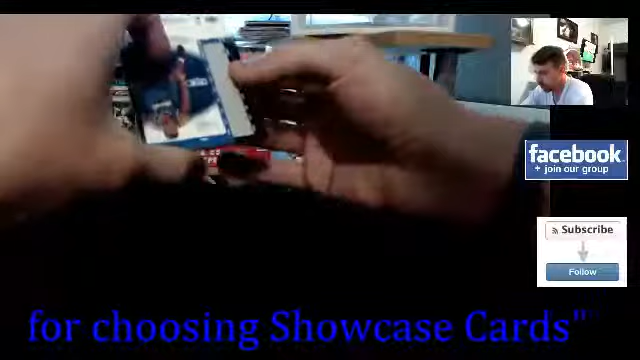 facebook
+ join our group
Subscribe
Follow
for choosing Showcase Cards"